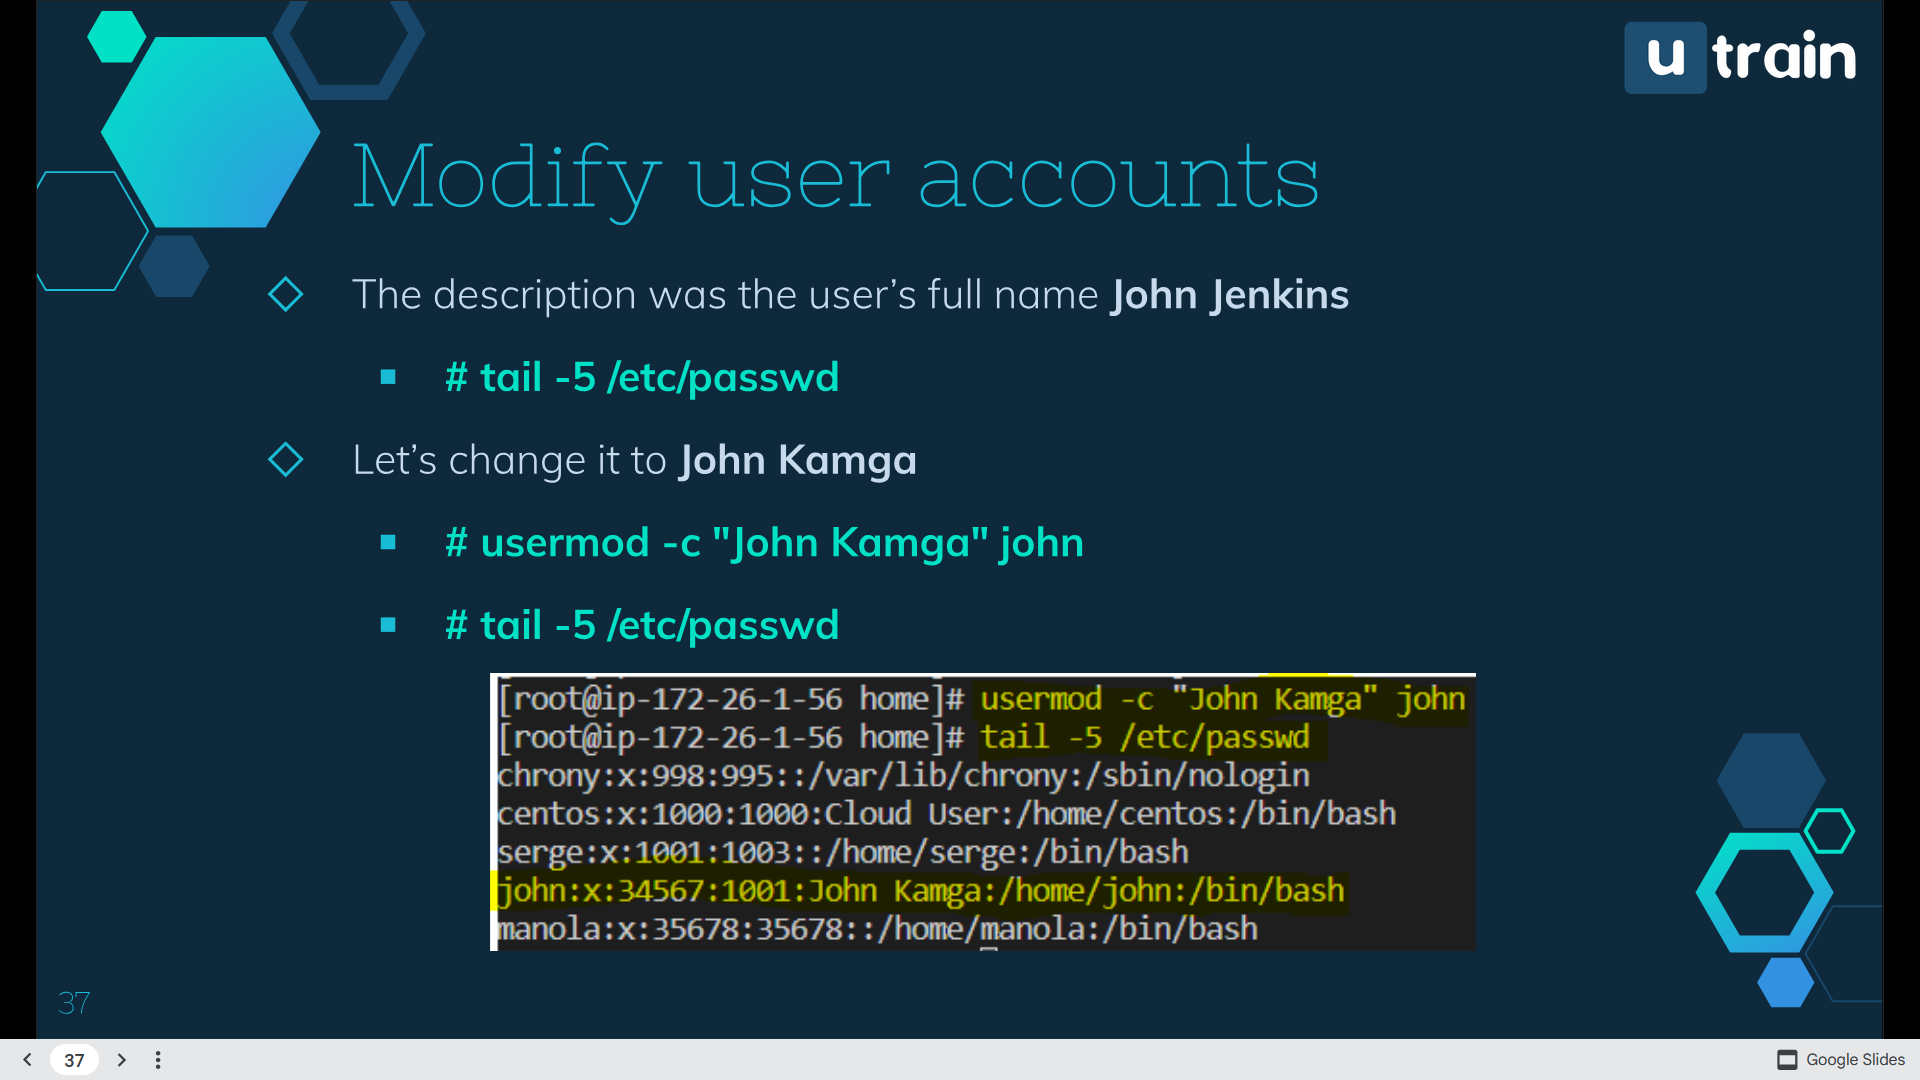 u train
Modify user accounts
The description was the user's full name John Jenkins
# tail -5 /etc/passwd
Let's change it to John Kamga
# usermod -c "John Kamga" john
# tail -5 /etc/passwd
[root@ip-172-26-1-56 home]# usermod -c "John Kamga" john
[root@ip-172-26-1-56 home]# tail -5 /etc/passwd
chrony:x:998:995::/var/lib/chrony:/sbin/nologin
centos:x:1000:1000:Cloud User:/home/centos:/bin/bash
serge:x:1001:1003::/home/serge:/bin/bash
john:x:34567:1001:John Kamga:/home/john:/bin/bash
manola:x:35678:35678::/home/manola:/bin/bash
37
37
Google Slides